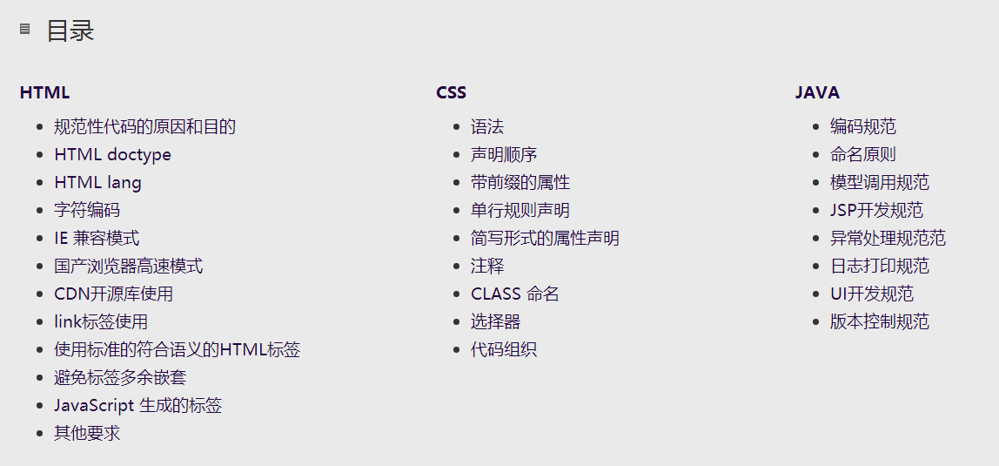 目录
HTML
规范性代码的原因和目的
HTML doctype
HTML lang
字符编码
IE 兼容模式
国产浏览器高速模式
CDN开源库使用
link标签使用
使用标准的符合语义的HTML标签
避免标签多余嵌套
JavaScript 生成的标签
其他要求
CSS
语法
声明顺序
带前缀的属性
单行规则声明
简写形式的属性声明
注释
CLASS 命名
选择器
代码组织
JAVA
编码规范
命名原则
模型调用规范
JSP开发规范
异常处理规范范
日志打印规范
UI开发规范
版本控制规范